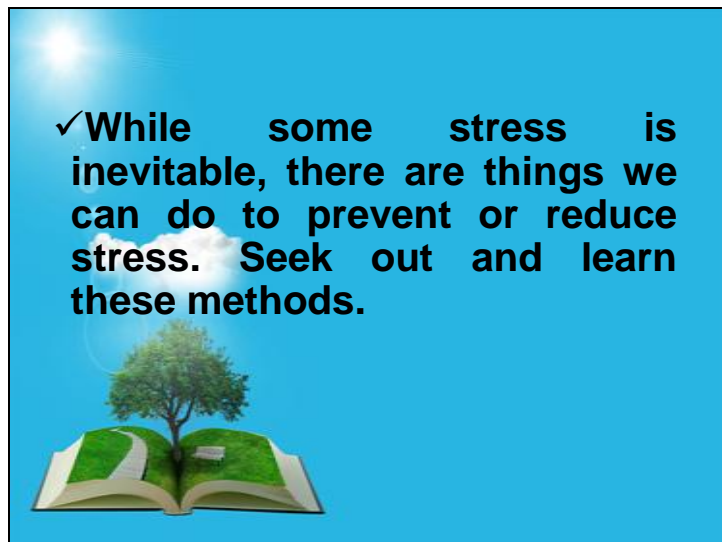 ✓While some stress is
inevitable, there are things we
can do to prevent or reduce
stress. Seek out and learn
these methods.